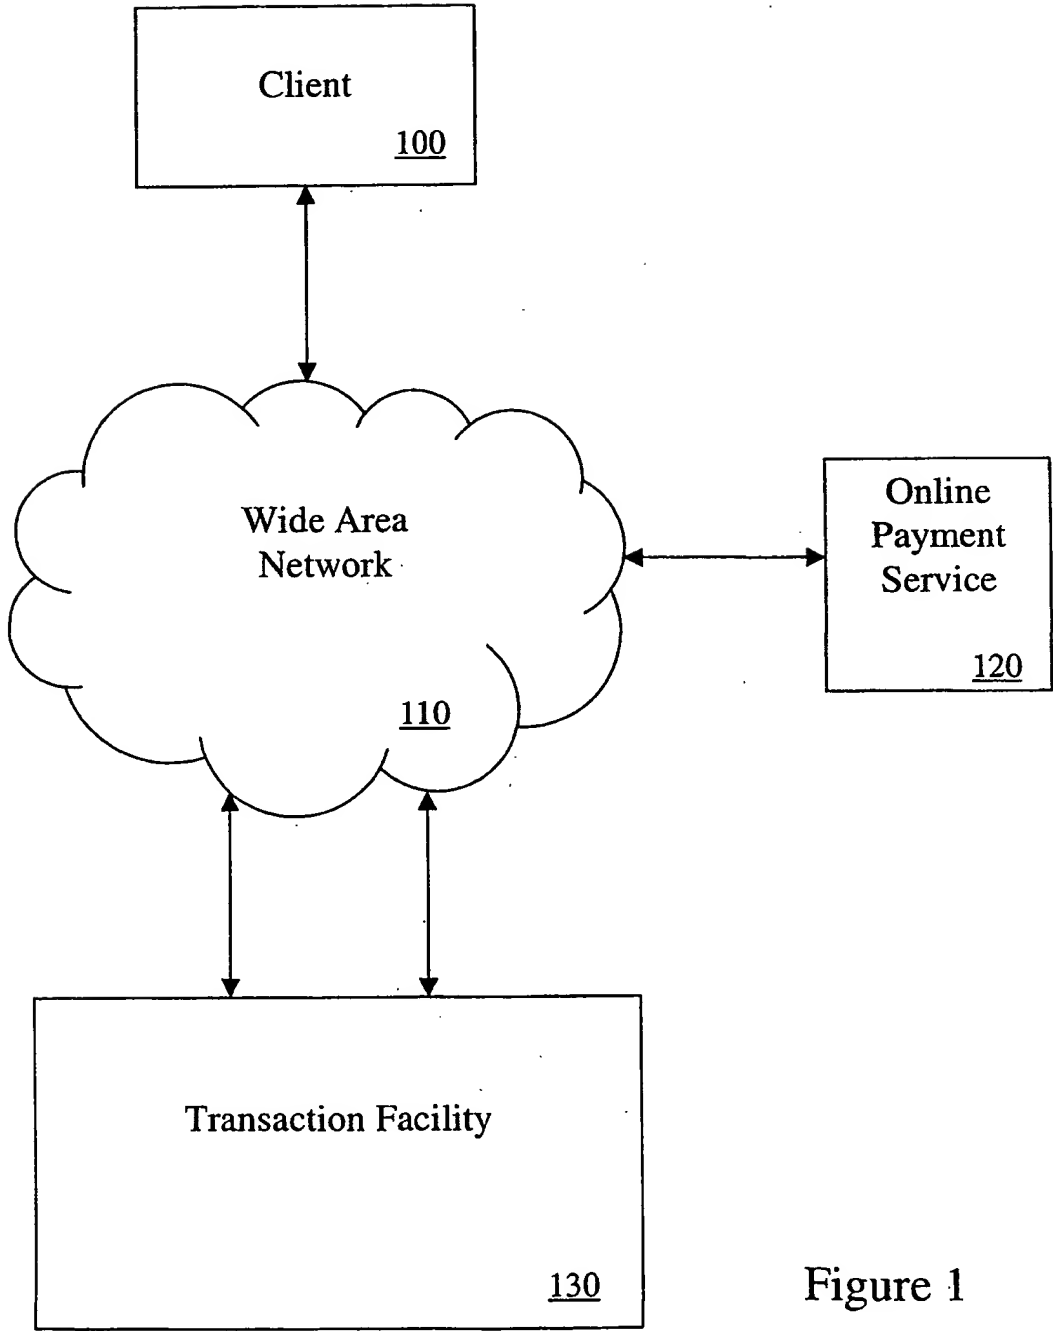 Client
100
Wide Area
Network
110
Online
Payment
Service
120
Transaction Facility
130
Figure 1